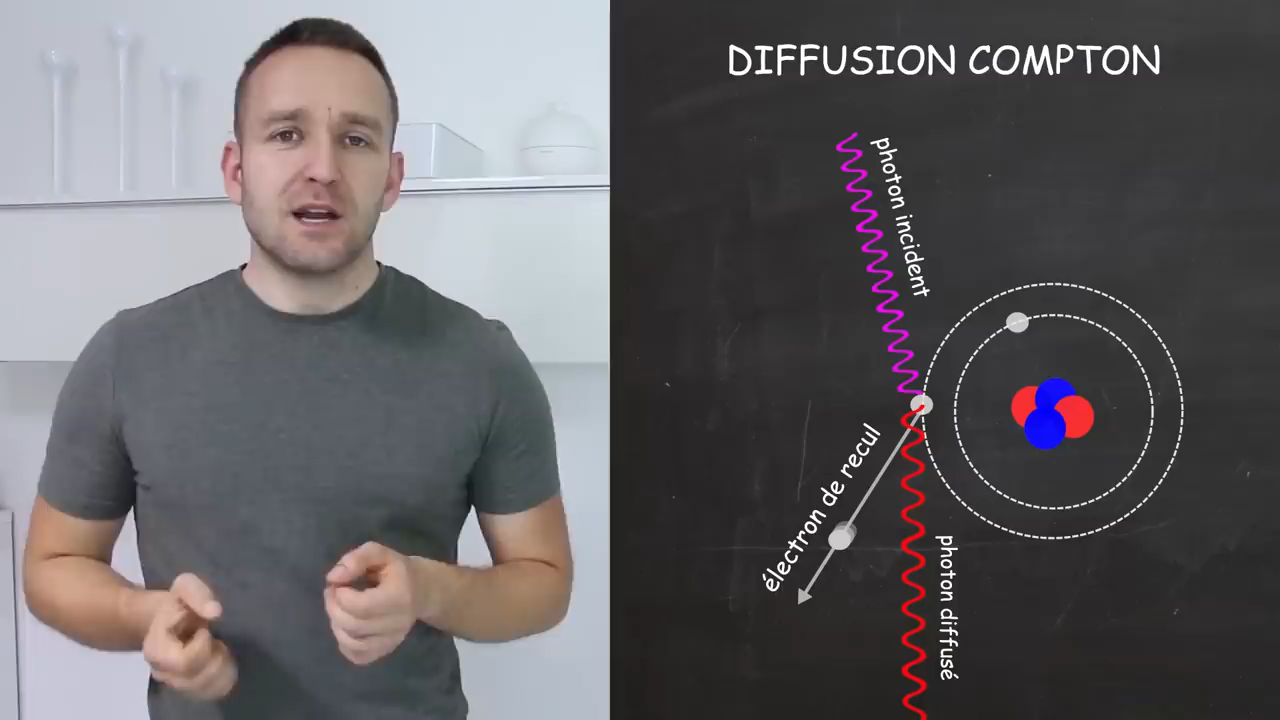 DIFFUSION COMPTON
photon incident
électron de recul
photon diffusé